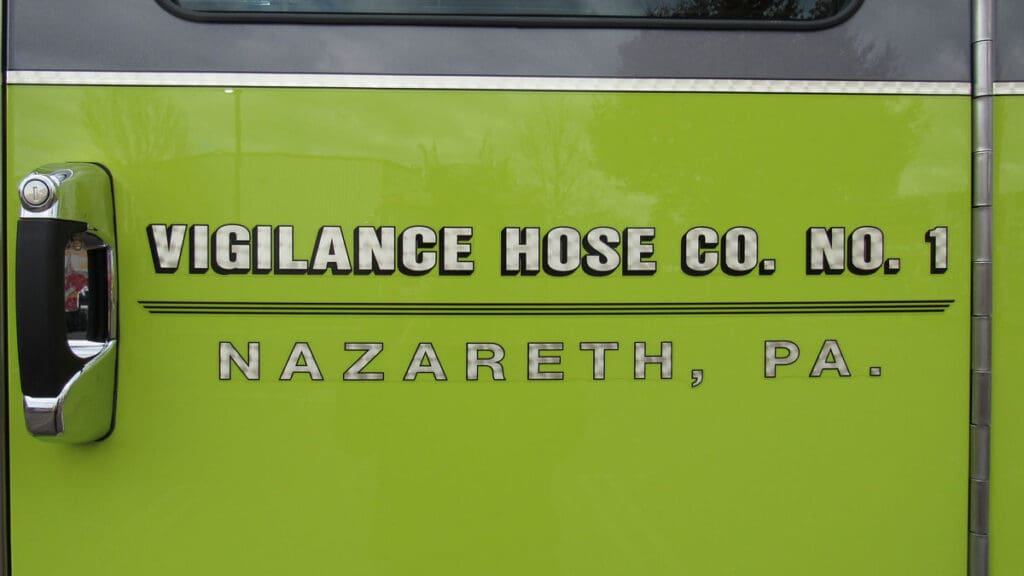 VIGILANCE HOSE CO. NO. 1
NAZARETH, PA.